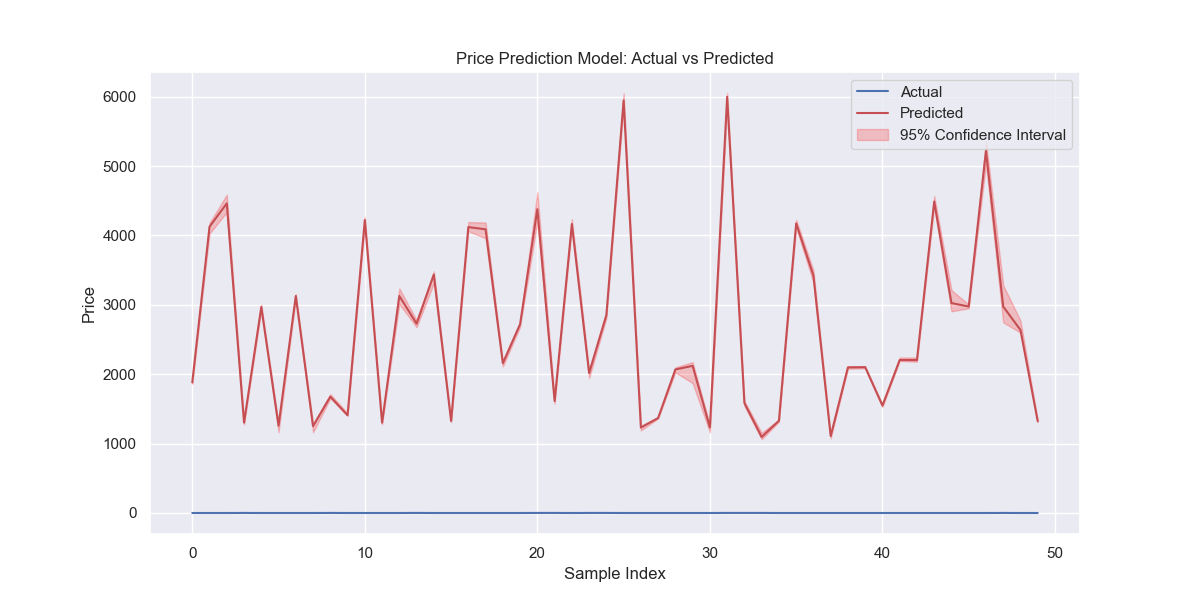 Price Prediction Model: Actual vs Predicted
Actual
Predicted
95% Confidence Interval
6000
5000
4000
3000
2000
1000
0
Price
0 10 20 30 40 50
Sample Index